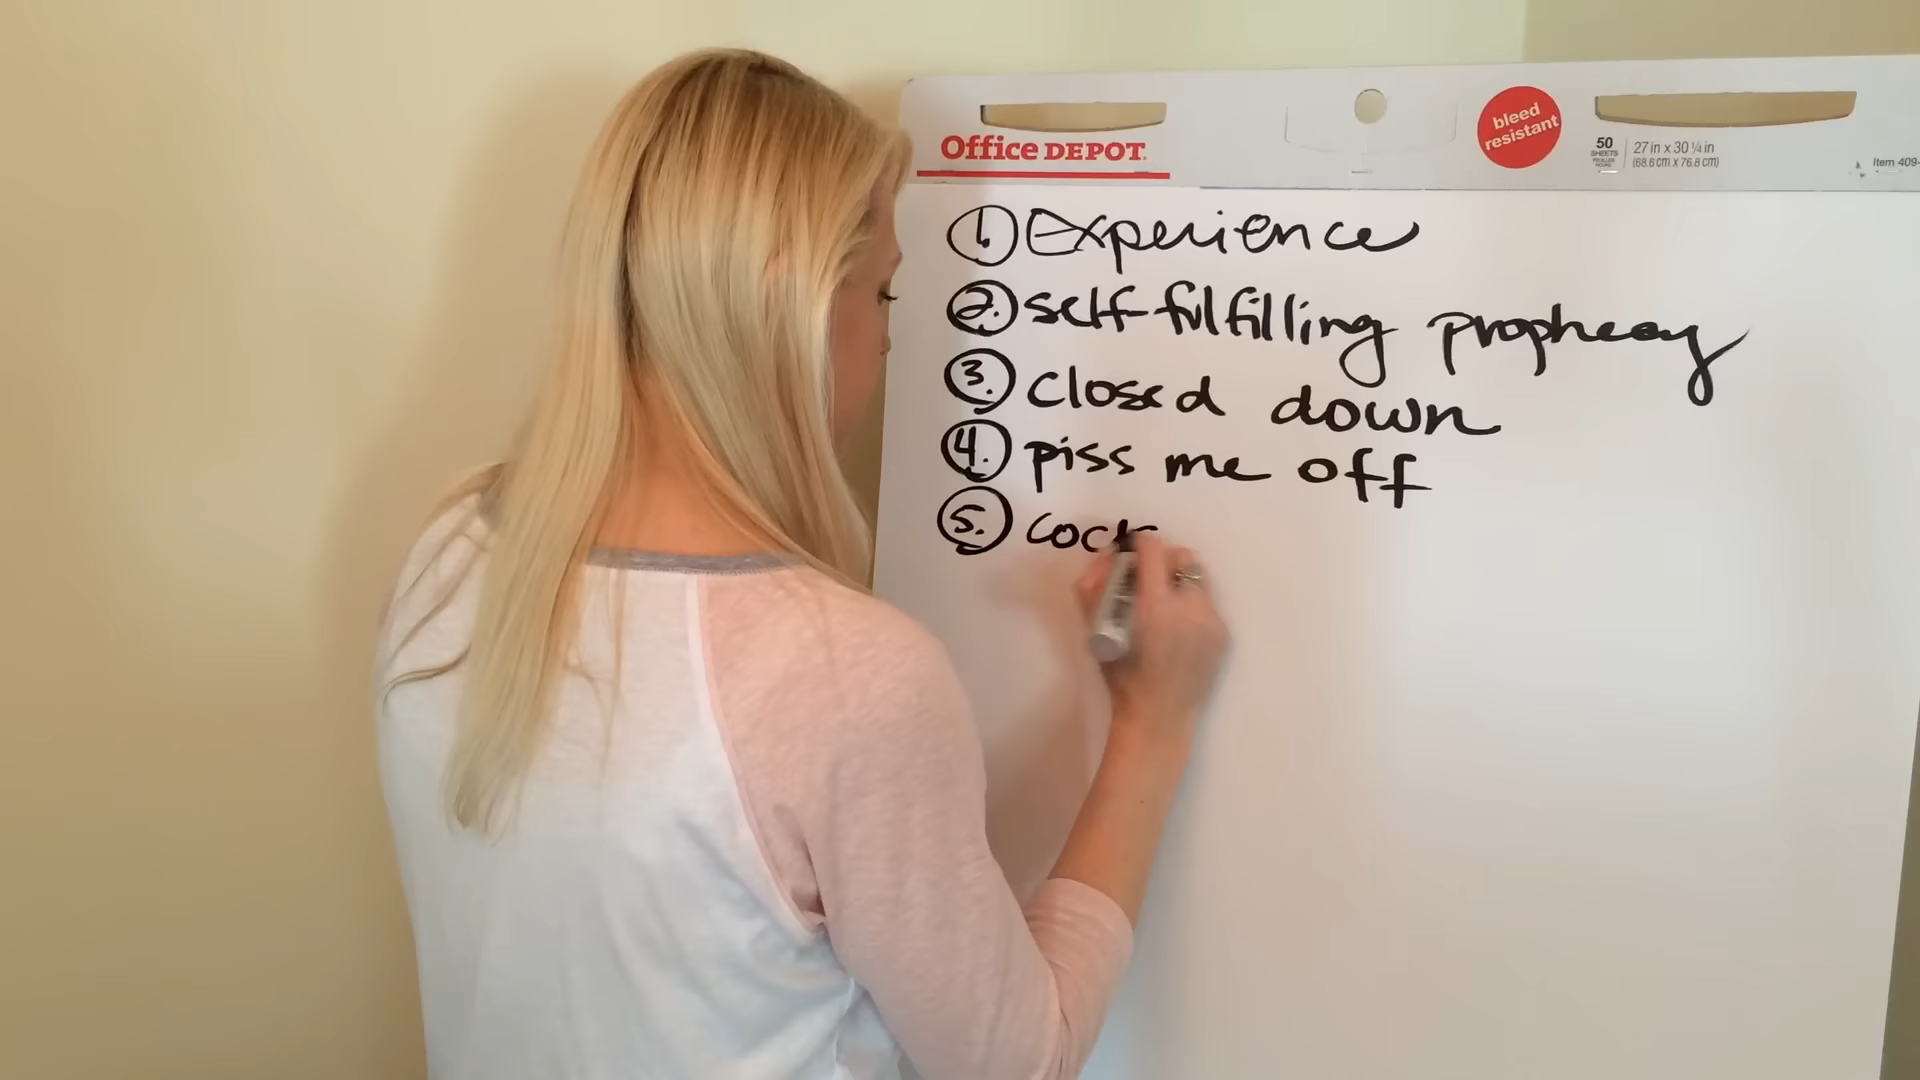 Office DEPOT.
bleed resistant
50 SHEETS
27 in x 30 1/4 in
(68.6 cm x 76.8 cm)
Item 409-
1. Experience
2. self-fulfilling prophecy
3. closed down
4. piss me off
5. cock